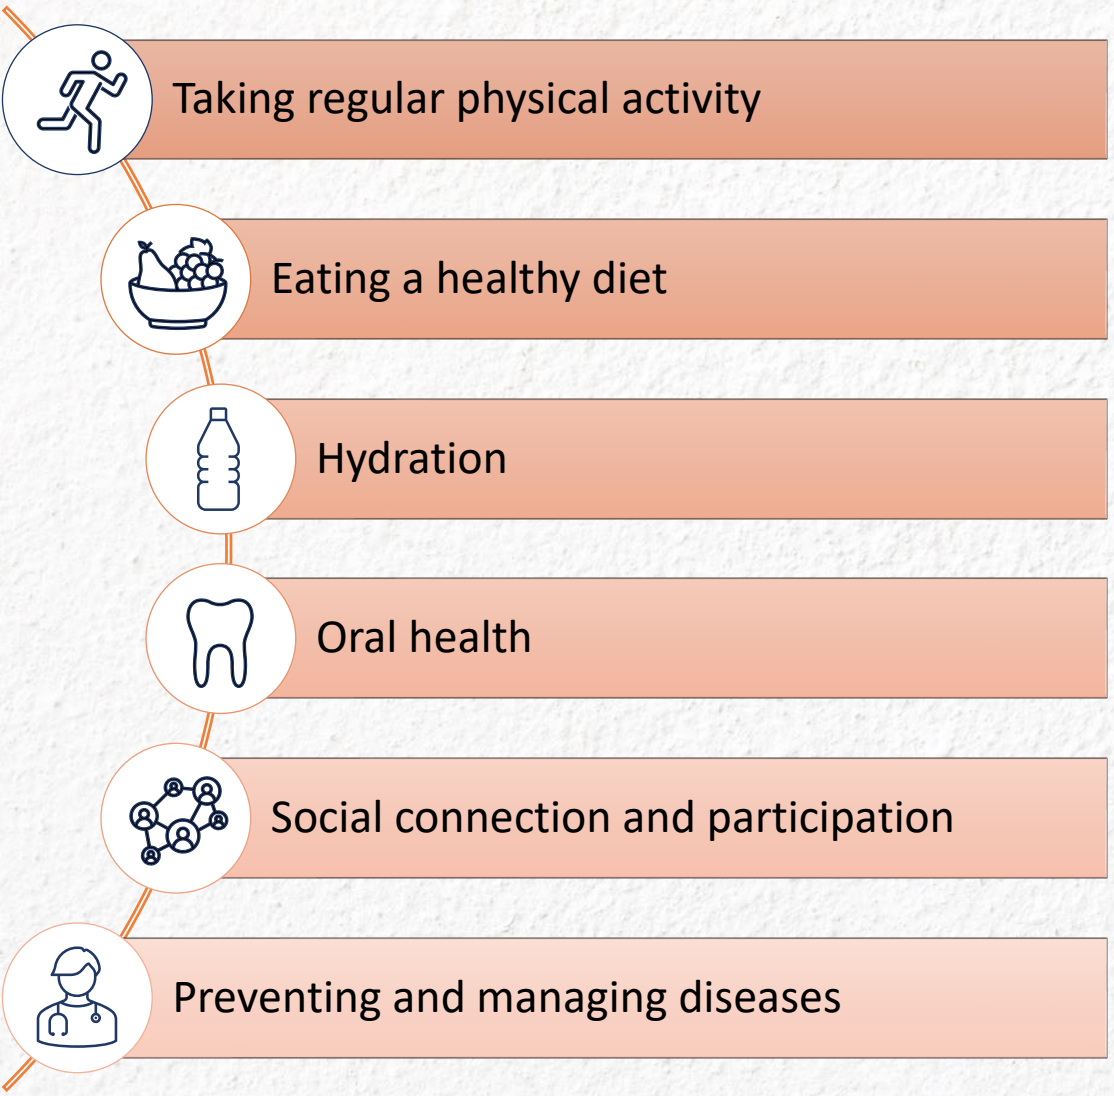 Taking regular physical activity
Eating a healthy diet
Hydration
Oral health
Social connection and participation
Preventing and managing diseases